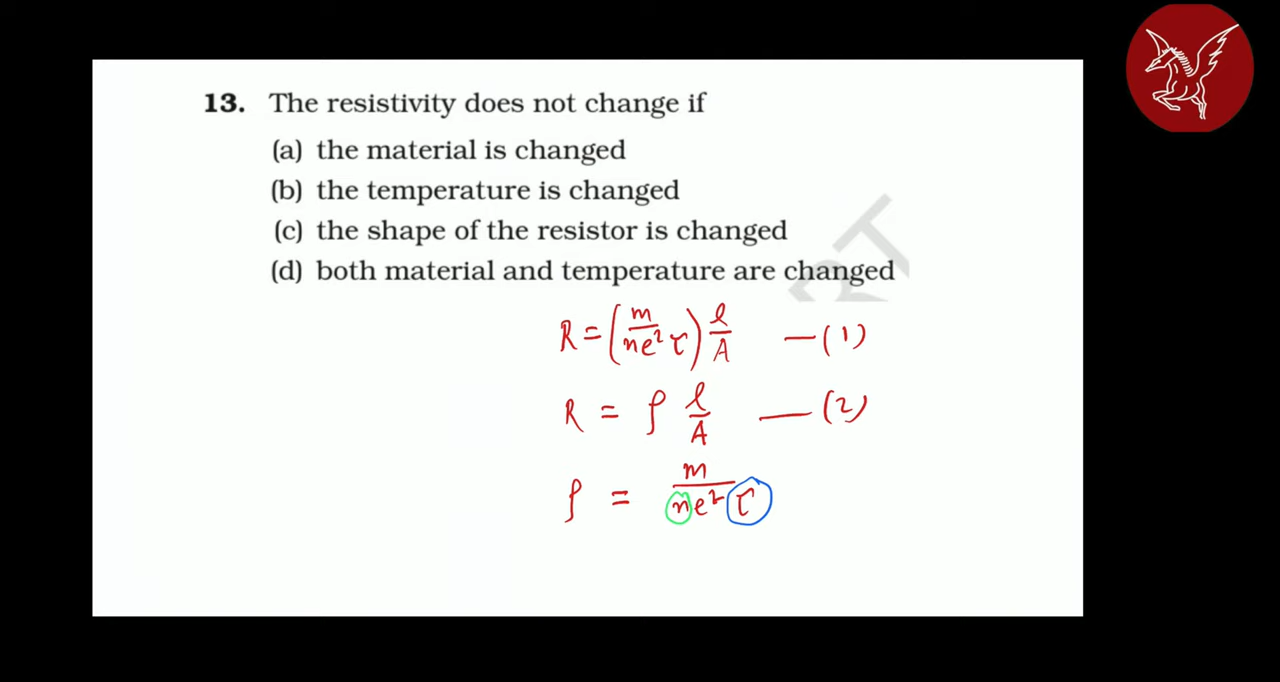 13. The resistivity does not change if
(a) the material is changed
(b) the temperature is changed
(c) the shape of the resistor is changed
(d) both material and temperature are changed
R = (m/ne²τ) l/A — (1)
R = ρ l/A — (2)
ρ = m/ne²τ